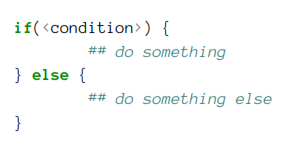 if(<condition>) {
        ## do something
} else {
        ## do something else
}